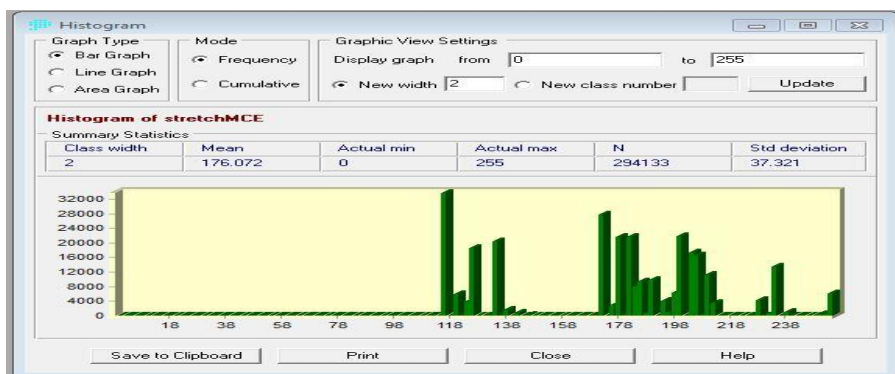 Histogram
Graph Type Mode Graphic View Settings
Bar Graph Frequency Display graph from 0 to 255
Line Graph
Area Graph Cumulative New width 2 New class number Update
Histogram of stretchMCE
Summary Statistics
Class width Mean Actual min Actual max N Std deviation
2 176.072 0 255 294133 37.321
32000
28000
24000
20000
16000
12000
8000
4000
0
18 38 58 78 98 118 138 158 178 198 218 238
Save to Clipboard Print Close Help